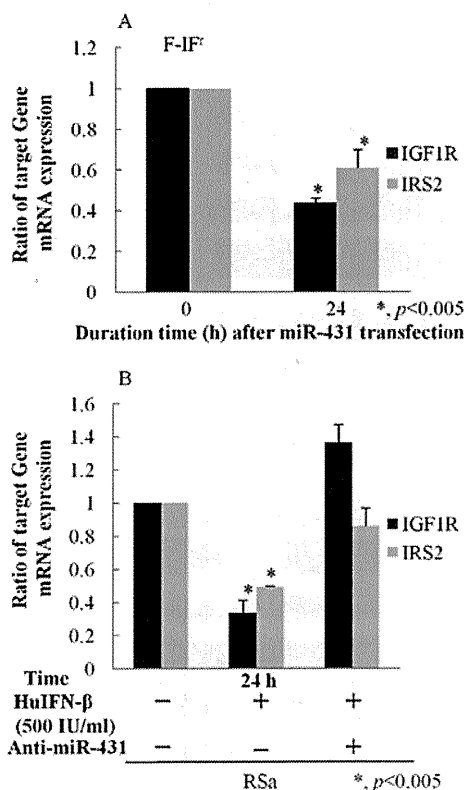 A
F-IFʳ
1.2
1
0.8
0.6
0.4
0.2
0
Ratio of target Gene
mRNA expression
*
*
IGF1R
IRS2
0 24 *, p<0.005
Duration time (h) after miR-431 transfection
B
1.6
1.4
1.2
1
0.8
0.6
0.4
0.2
0
Ratio of target Gene
mRNA expression
*
*
IGF1R
IRS2
Time 24 h
HuIFN-β − + +
(500 IU/ml)
Anti-miR-431 − − +
RSa *, p<0.005